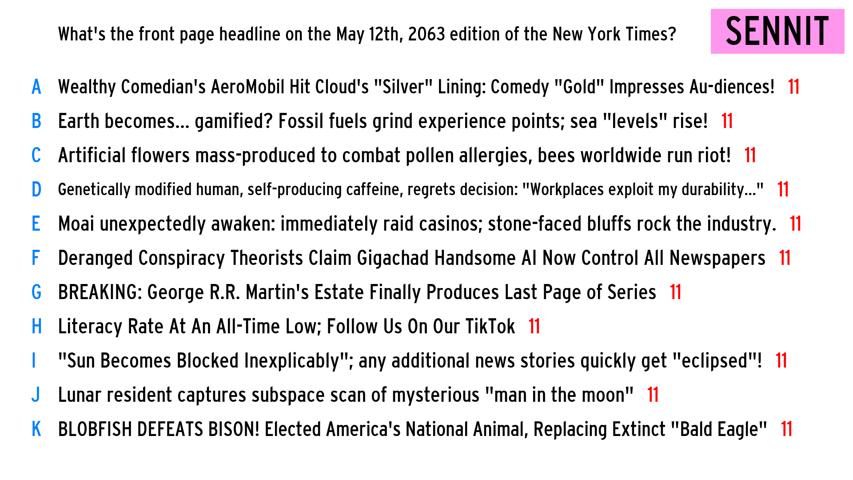 What's the front page headline on the May 12th, 2063 edition of the New York Times?
SENNIT
A Wealthy Comedian's AeroMobil Hit Cloud's "Silver" Lining: Comedy "Gold" Impresses Au-diences! 11
B Earth becomes... gamified? Fossil fuels grind experience points; sea "levels" rise! 11
C Artificial flowers mass-produced to combat pollen allergies, bees worldwide run riot! 11
D Genetically modified human, self-producing caffeine, regrets decision: "Workplaces exploit my durability..." 11
E Moai unexpectedly awaken: immediately raid casinos; stone-faced bluffs rock the industry. 11
F Deranged Conspiracy Theorists Claim Gigachad Handsome AI Now Control All Newspapers 11
G BREAKING: George R.R. Martin's Estate Finally Produces Last Page of Series 11
H Literacy Rate At An All-Time Low; Follow Us On Our TikTok 11
I "Sun Becomes Blocked Inexplicably"; any additional news stories quickly get "eclipsed"! 11
J Lunar resident captures subspace scan of mysterious "man in the moon" 11
K BLOBFISH DEFEATS BISON! Elected America's National Animal, Replacing Extinct "Bald Eagle" 11